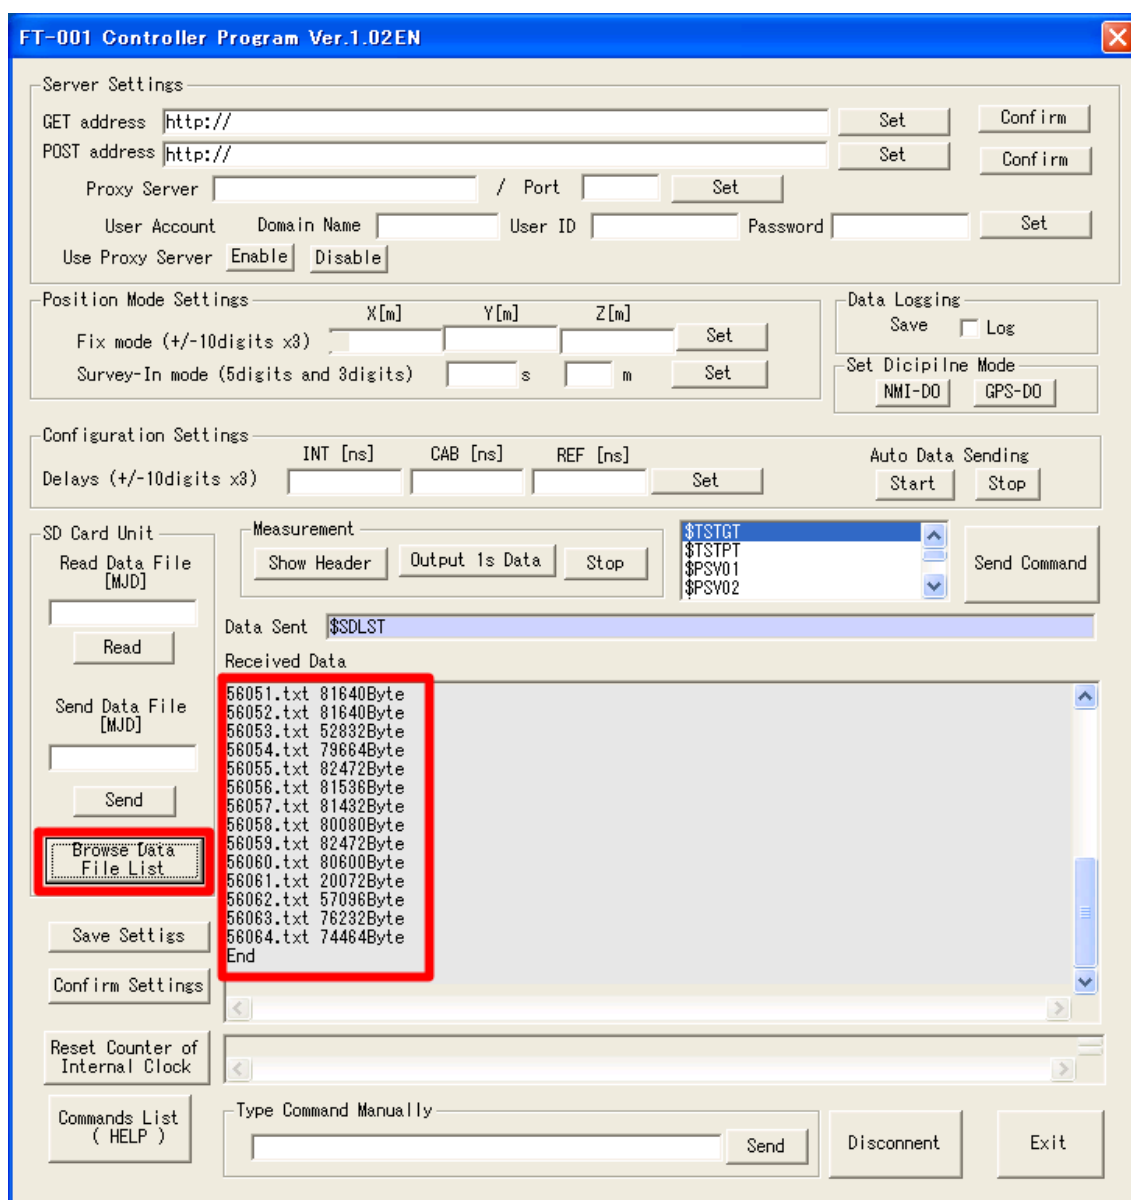 FT-001 Controller Program Ver.1.02EN
Server Settings
GET address http:// Set Confirm
POST address http:// Set Confirm
Proxy Server / Port Set
User Account Domain Name User ID Password Set
Use Proxy Server Enable Disable
Position Mode Settings
X[m] Y[m] Z[m]
Fix mode (+/-10digits x3) Set
Survey-In mode (5digits and 3digits) s m Set
Data Logging
Save Log
Set Dicipilne Mode
NMI-DO GPS-DO
Configuration Settings
INT [ns] CAB [ns] REF [ns]
Delays (+/-10digits x3) Set
Auto Data Sending
Start Stop
SD Card Unit
Read Data File
[MJD]
Read
Send Data File
[MJD]
Send
Browse Data
File List
Measurement
Show Header Output 1s Data Stop
$TSTGT
$TSTPT
$PSV01
$PSV02
Send Command
Data Sent $SDLST
Received Data
56051.txt 81640Byte
56052.txt 81640Byte
56053.txt 52832Byte
56054.txt 79664Byte
56055.txt 82472Byte
56056.txt 81536Byte
56057.txt 81432Byte
56058.txt 80080Byte
56059.txt 82472Byte
56060.txt 80600Byte
56061.txt 20072Byte
56062.txt 57096Byte
56063.txt 76232Byte
56064.txt 74464Byte
End
Save Settigs
Confirm Settings
Reset Counter of
Internal Clock
Commands List
( HELP )
Type Command Manually
Send
Disconnent
Exit